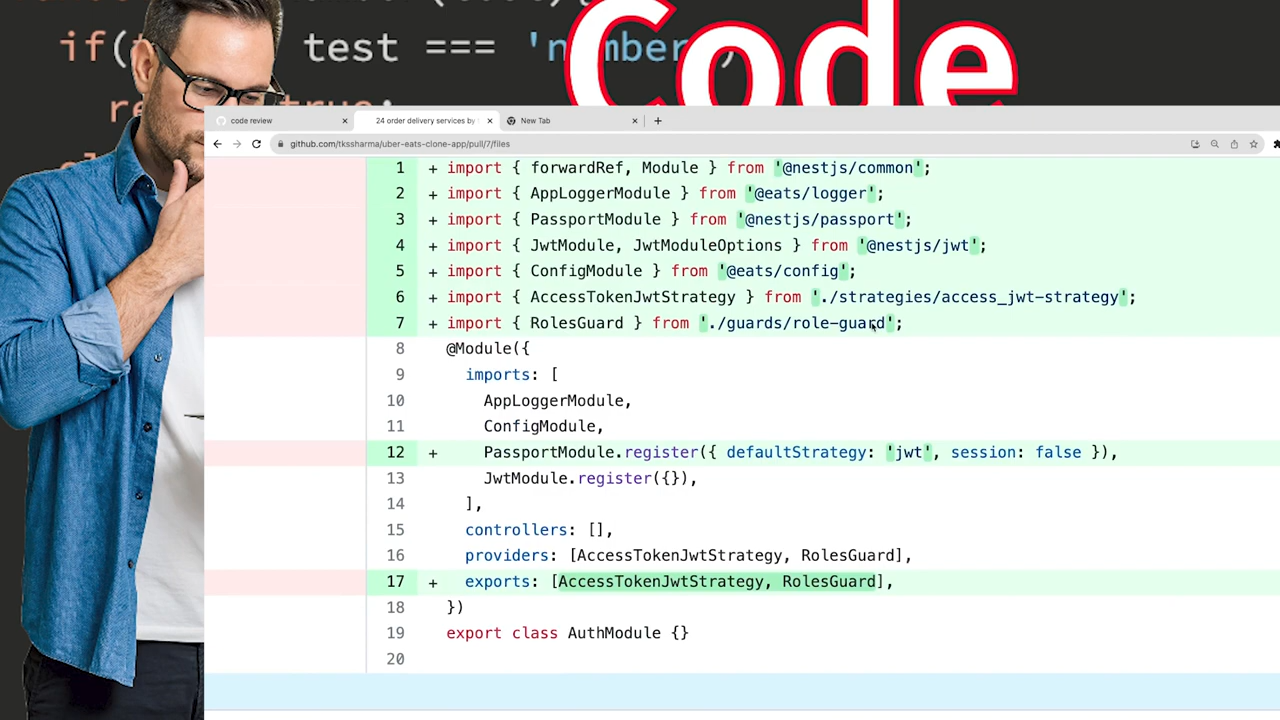 Code
if( test === 'number
re true;
code review
24 order delivery services by
New Tab
github.com/tkssharma/uber-eats-clone-app/pull/7/files
1 + import { forwardRef, Module } from '@nestjs/common';
2 + import { AppLoggerModule } from '@eats/logger';
3 + import { PassportModule } from '@nestjs/passport';
4 + import { JwtModule, JwtModuleOptions } from '@nestjs/jwt';
5 + import { ConfigModule } from '@eats/config';
6 + import { AccessTokenJwtStrategy } from './strategies/access_jwt-strategy';
7 + import { RolesGuard } from './guards/role-guard';
8 @Module({
9 imports: [
10 AppLoggerModule,
11 ConfigModule,
12 + PassportModule.register({ defaultStrategy: 'jwt', session: false }),
13 JwtModule.register({}),
14 ],
15 controllers: [],
16 providers: [AccessTokenJwtStrategy, RolesGuard],
17 + exports: [AccessTokenJwtStrategy, RolesGuard],
18 })
19 export class AuthModule {}
20